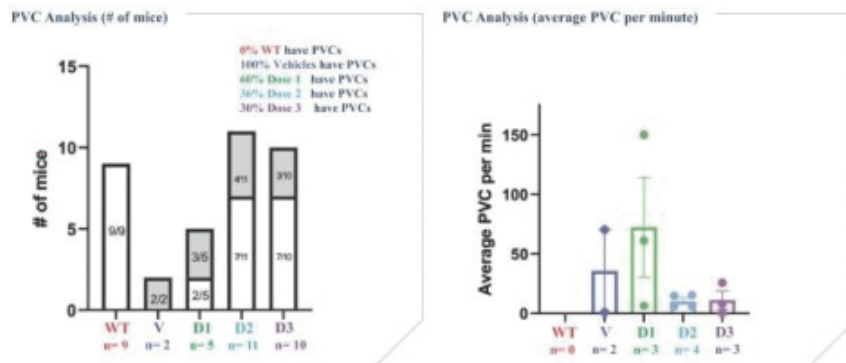 PVC Analysis (# of mice)
0% WT have PVCs
100% Vehicles have PVCs
60% Dose 1 have PVCs
36% Dose 2 have PVCs
30% Dose 3 have PVCs
# of mice
15
10
5
0
9/9
2/2
3/5
2/5
4/11
7/11
3/10
7/10
WT V D1 D2 D3
n= 9 n= 2 n= 5 n= 11 n= 10
PVC Analysis (average PVC per minute)
Average PVC per min
150
100
50
0
WT V D1 D2 D3
n= 0 n= 2 n= 3 n= 4 n= 3